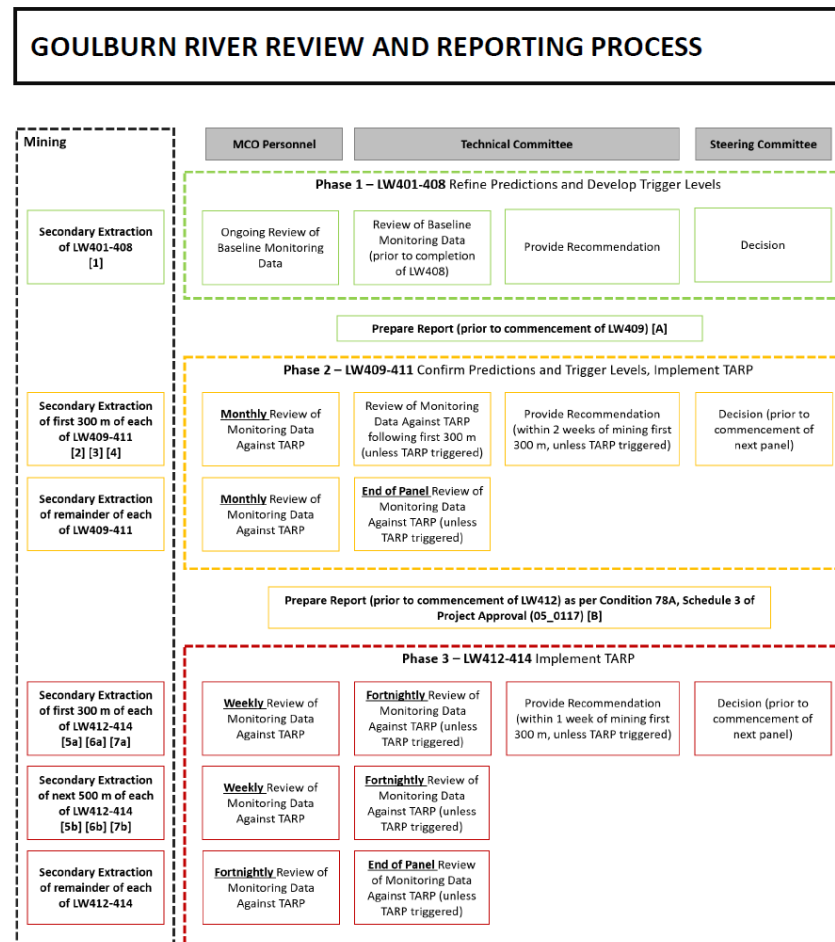 GOULBURN RIVER REVIEW AND REPORTING PROCESS
Mining
MCO Personnel
Technical Committee
Steering Committee
Phase 1 – LW401-408 Refine Predictions and Develop Trigger Levels
Secondary Extraction
of LW401-408
[1]
Ongoing Review of
Baseline Monitoring
Data
Review of Baseline
Monitoring Data
(prior to completion
of LW408)
Provide Recommendation
Decision
Prepare Report (prior to commencement of LW409) [A]
Phase 2 – LW409-411 Confirm Predictions and Trigger Levels, Implement TARP
Secondary Extraction
of first 300 m of each
of LW409-411
[2] [3] [4]
Monthly Review of
Monitoring Data
Against TARP
Review of Monitoring
Data Against TARP
following first 300 m
(unless TARP triggered)
Provide Recommendation
(within 2 weeks of mining first
300 m, unless TARP triggered)
Decision (prior to
commencement of
next panel)
Secondary Extraction
of remainder of each
of LW409-411
Monthly Review of
Monitoring Data
Against TARP
End of Panel Review of
Monitoring Data
Against TARP (unless
TARP triggered)
Prepare Report (prior to commencement of LW412) as per Condition 78A, Schedule 3 of
Project Approval (05_0117) [B]
Phase 3 – LW412-414 Implement TARP
Secondary Extraction
of first 300 m of each
of LW412-414
[5a] [6a] [7a]
Weekly Review of
Monitoring Data
Against TARP
Fortnightly Review of
Monitoring Data
Against TARP (unless
TARP triggered)
Provide Recommendation
(within 1 week of mining first
300 m, unless TARP triggered)
Decision (prior to
commencement of
next panel)
Secondary Extraction
of next 500 m of each
of LW412-414
[5b] [6b] [7b]
Weekly Review of
Monitoring Data
Against TARP
Fortnightly Review of
Monitoring Data
Against TARP (unless
TARP triggered)
Secondary Extraction
of remainder of each
of LW412-414
Fortnightly Review of
Monitoring Data
Against TARP
End of Panel Review
of Monitoring Data
Against TARP (unless
TARP triggered)